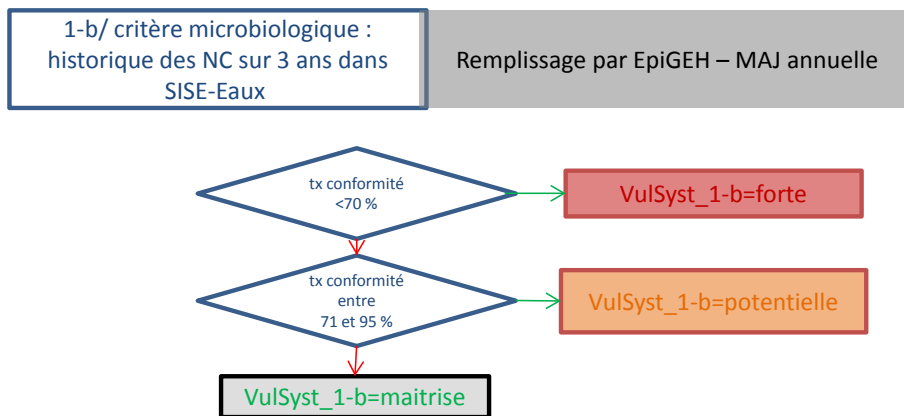 1-b/ critère microbiologique :
historique des NC sur 3 ans dans
SISE-Eaux
Remplissage par EpiGEH – MAJ annuelle
tx conformité
<70 %
VulSyst_1-b=forte
tx conformité
entre
71 et 95 %
VulSyst_1-b=potentielle
VulSyst_1-b=maitrise